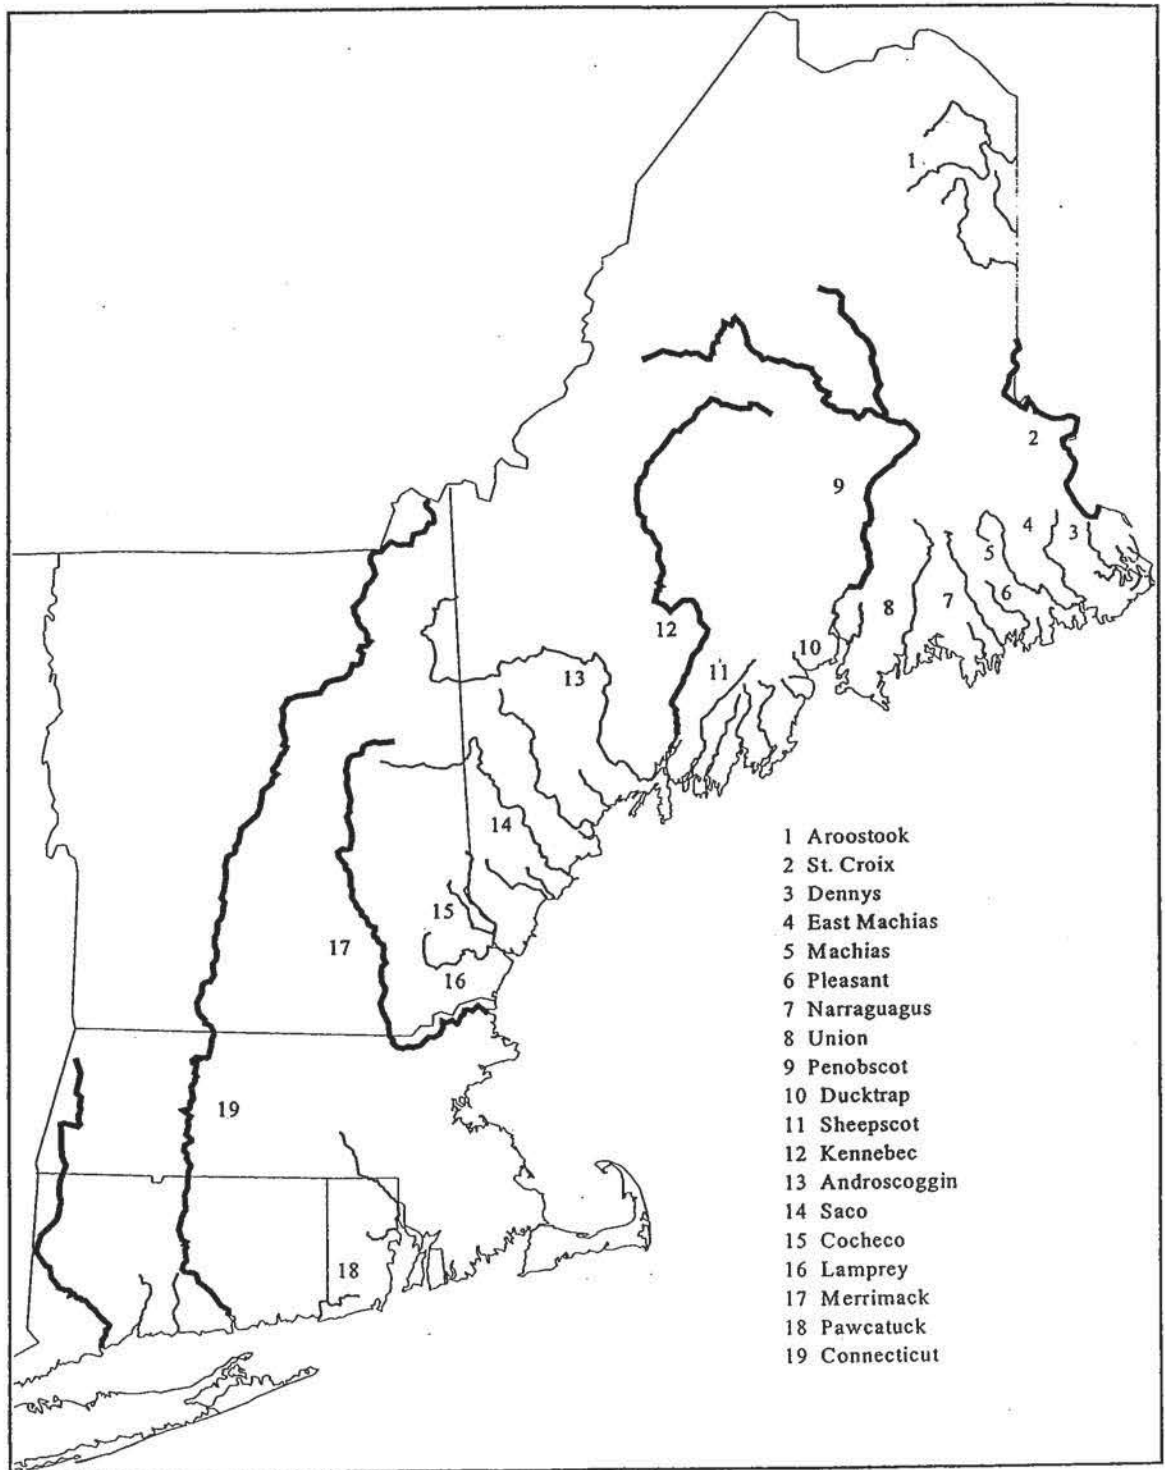 1
2
9
4
3
5
6
7
8
12
10
11
13
14
15
17
16
19
18
1 Aroostook
2 St. Croix
3 Dennys
4 East Machias
5 Machias
6 Pleasant
7 Narraguagus
8 Union
9 Penobscot
10 Ducktrap
11 Sheepscot
12 Kennebec
13 Androscoggin
14 Saco
15 Cocheco
16 Lamprey
17 Merrimack
18 Pawcatuck
19 Connecticut